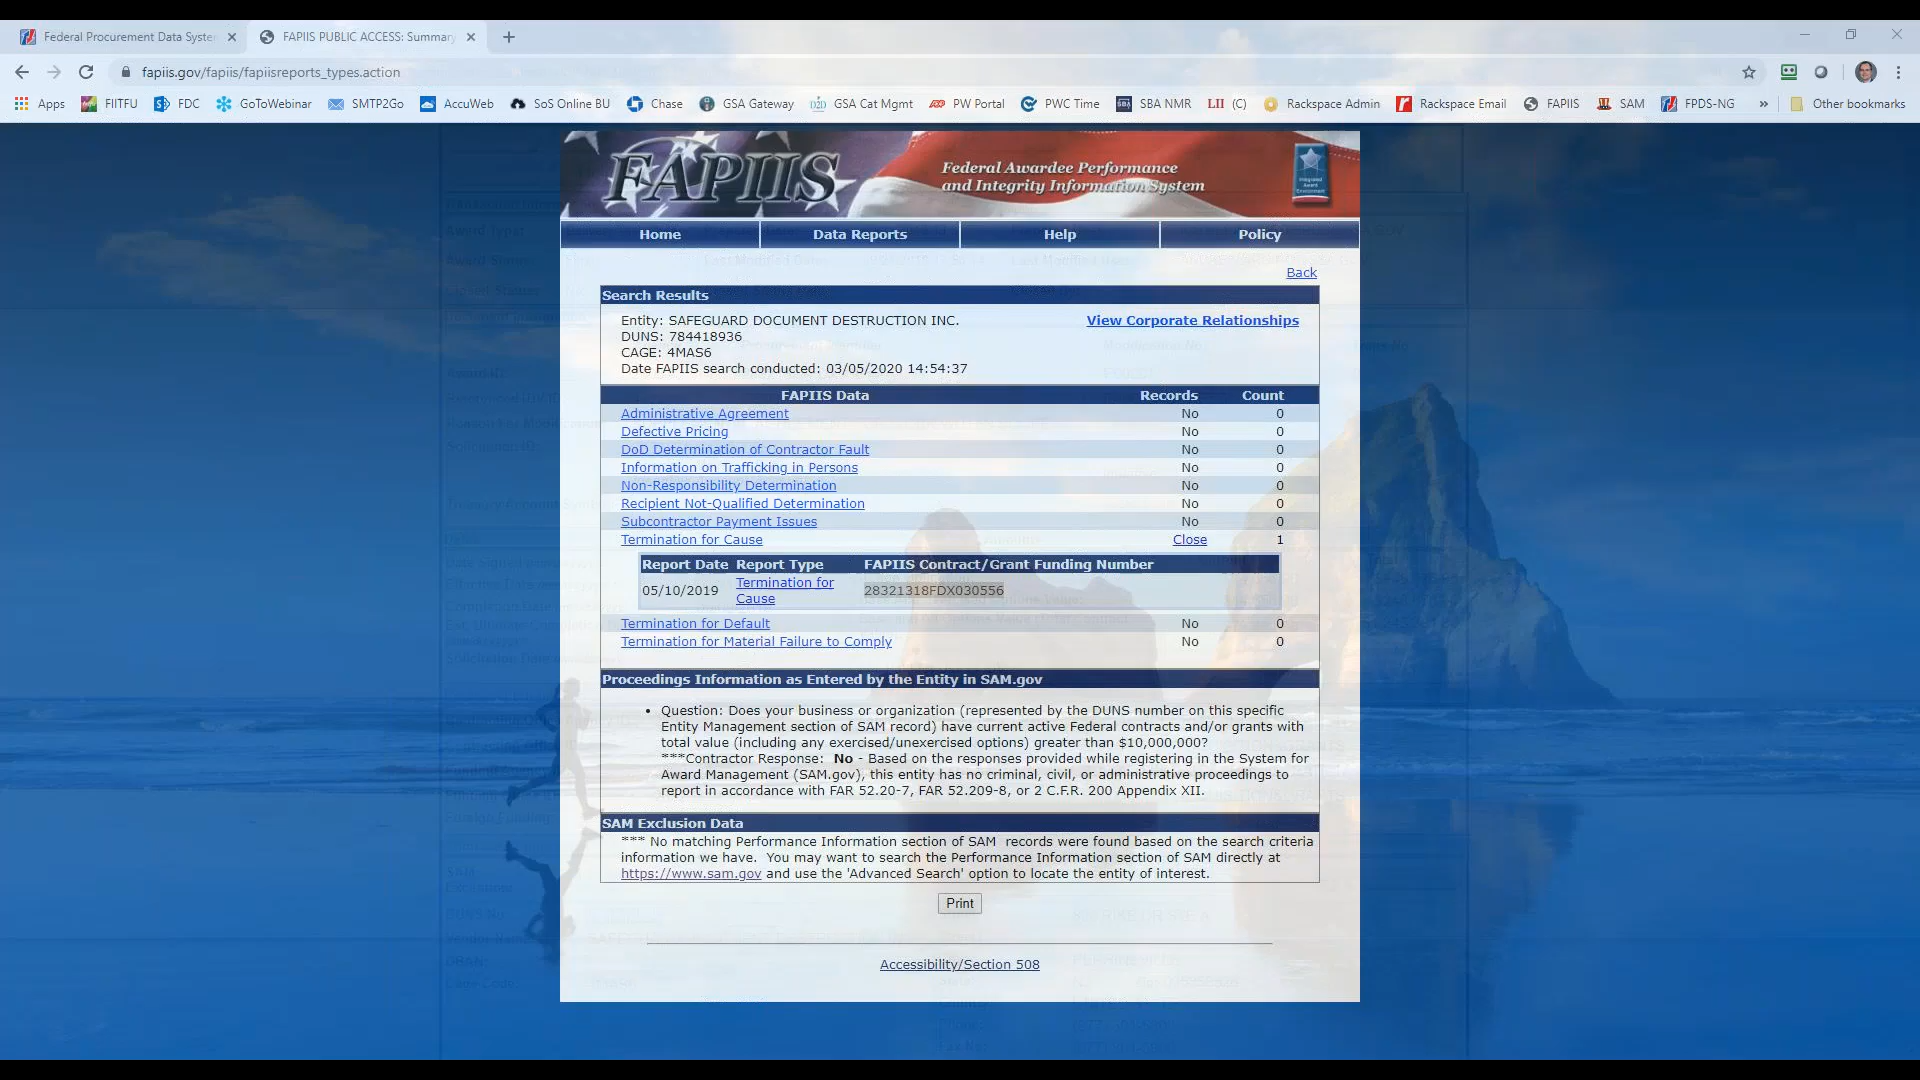 Federal Procurement Data Syste
FAPIIS PUBLIC ACCESS: Summary
fapiis.gov/fapiis/fapiisreports_types.action
Apps FIITFU FDC GoToWebinar SMTP2Go AccuWeb SoS Online BU Chase GSA Gateway GSA Cat Mgmt PW Portal PWC Time SBA NMR LII (C) Rackspace Admin Rackspace Email FAPIIS SAM FPDS-NG » Other bookmarks
FAPIIS
Federal Awardee Performance
and Integrity Information System
Home Data Reports Help Policy
Back
Search Results
Entity: SAFEGUARD DOCUMENT DESTRUCTION INC. View Corporate Relationships
DUNS: 784418936
CAGE: 4MAS6
Date FAPIIS search conducted: 03/05/2020 14:54:37
FAPIIS Data Records Count
Administrative Agreement No 0
Defective Pricing No 0
DoD Determination of Contractor Fault No 0
Information on Trafficking in Persons No 0
Non-Responsibility Determination No 0
Recipient Not-Qualified Determination No 0
Subcontractor Payment Issues No 0
Termination for Cause Close 1
Report Date Report Type FAPIIS Contract/Grant Funding Number
05/10/2019 Termination for 28321318FDX030556
Cause
Termination for Default No 0
Termination for Material Failure to Comply No 0
Proceedings Information as Entered by the Entity in SAM.gov
• Question: Does your business or organization (represented by the DUNS number on this specific
Entity Management section of SAM record) have current active Federal contracts and/or grants with
total value (including any exercised/unexercised options) greater than $10,000,000?
***Contractor Response: No - Based on the responses provided while registering in the System for
Award Management (SAM.gov), this entity has no criminal, civil, or administrative proceedings to
report in accordance with FAR 52.20-7, FAR 52.209-8, or 2 C.F.R. 200 Appendix XII.
SAM Exclusion Data
*** No matching Performance Information section of SAM records were found based on the search criteria
information we have. You may want to search the Performance Information section of SAM directly at
https://www.sam.gov and use the 'Advanced Search' option to locate the entity of interest.
Print
Accessibility/Section 508